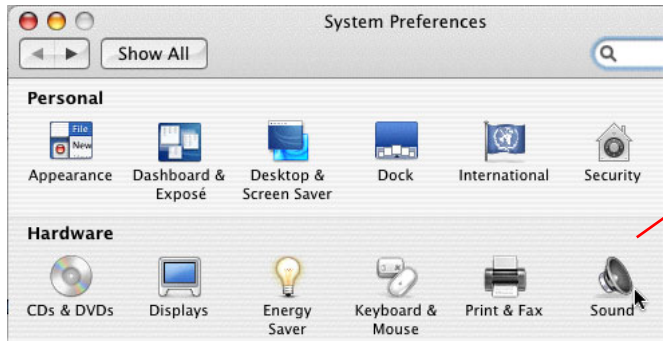 System Preferences
Show All
Personal
File
New
Appearance
Dashboard &
Exposé
Desktop &
Screen Saver
Dock
International
Security
Hardware
CDs & DVDs
Displays
Energy
Saver
Keyboard &
Mouse
Print & Fax
Sound